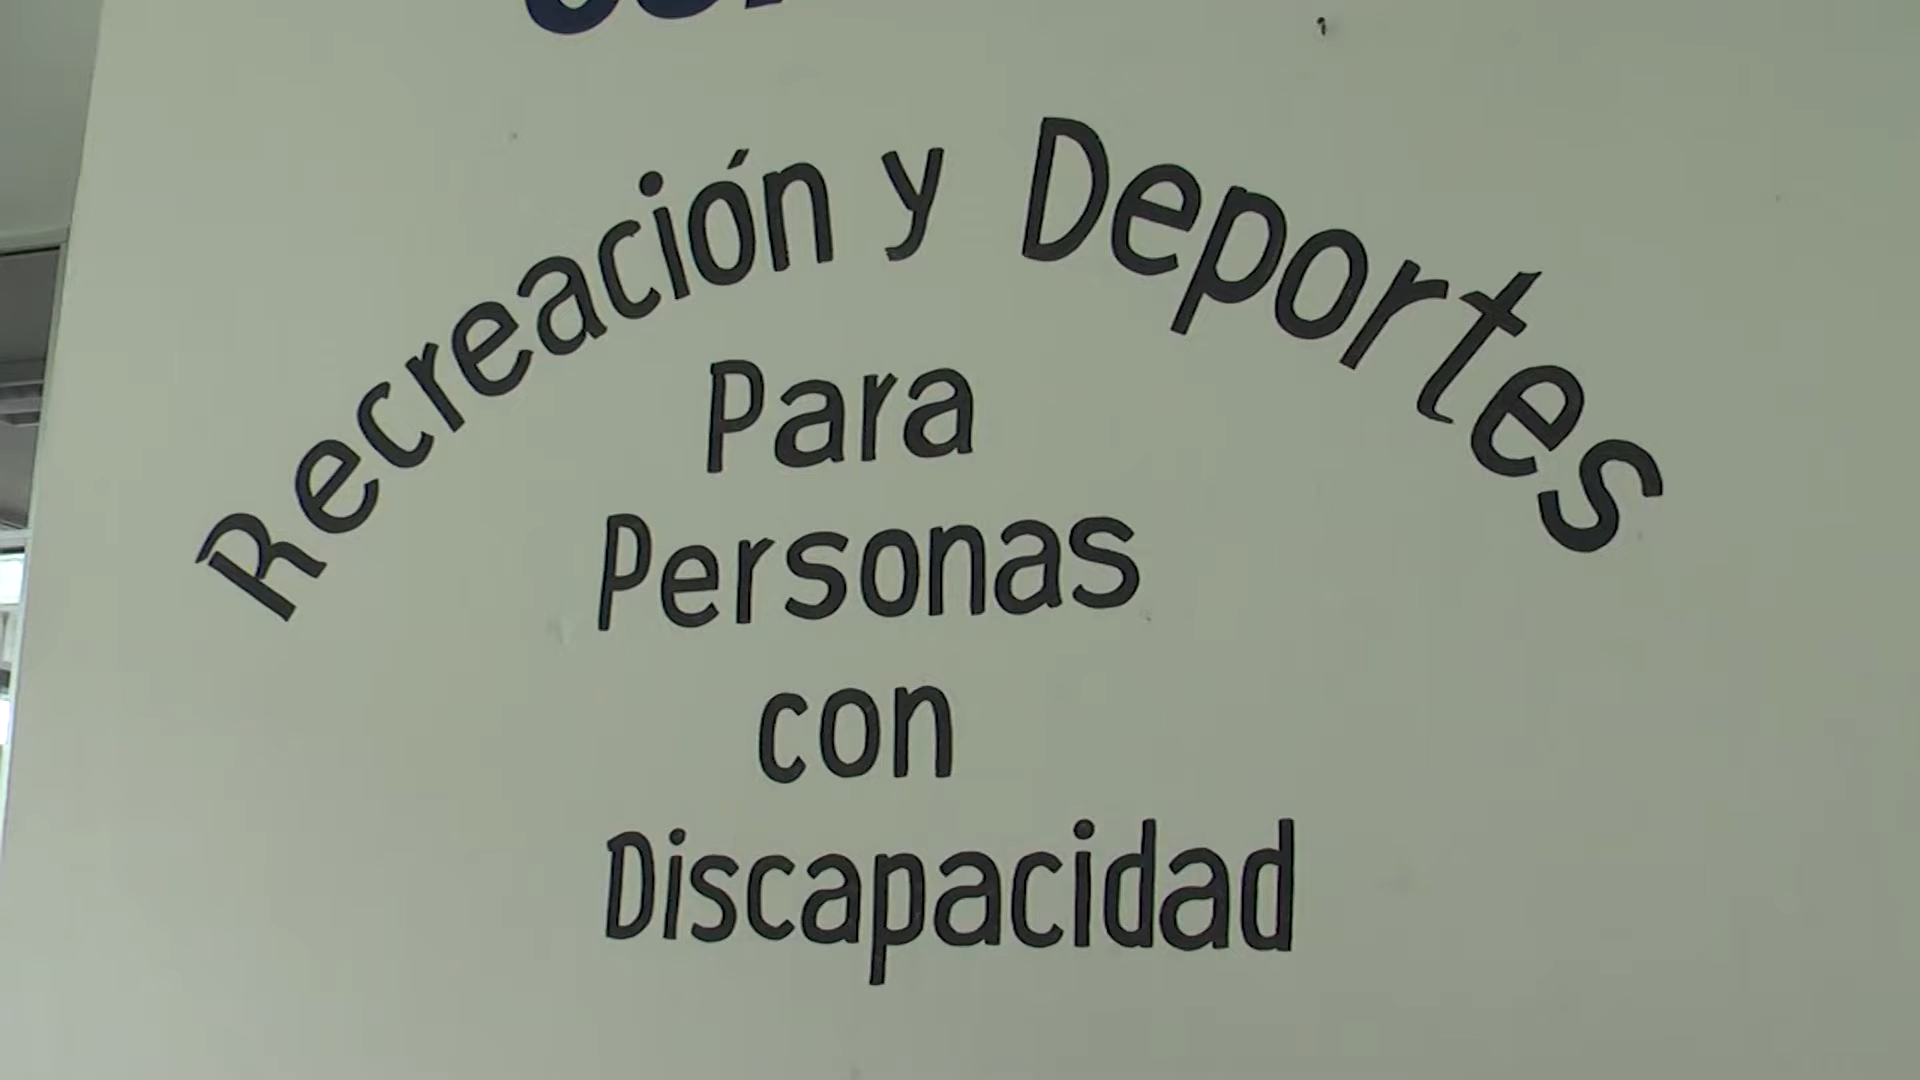 Recreación y Deportes
Para
Personas
con
Discapacidad